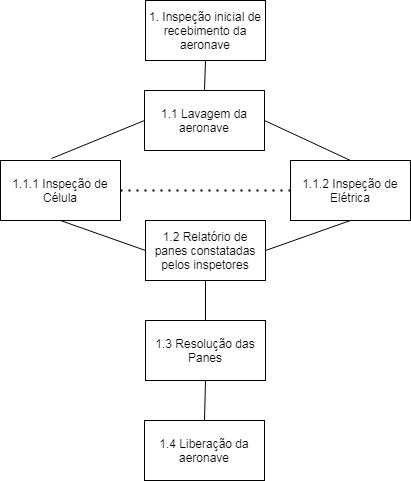 1. Inspeção inicial de
recebimento da
aeronave
1.1 Lavagem da
aeronave
1.1.1 Inspeção de
Célula
1.1.2 Inspeção de
Elétrica
1.2 Relatório de
panes constatadas
pelos inspetores
1.3 Resolução das
Panes
1.4 Liberação da
aeronave